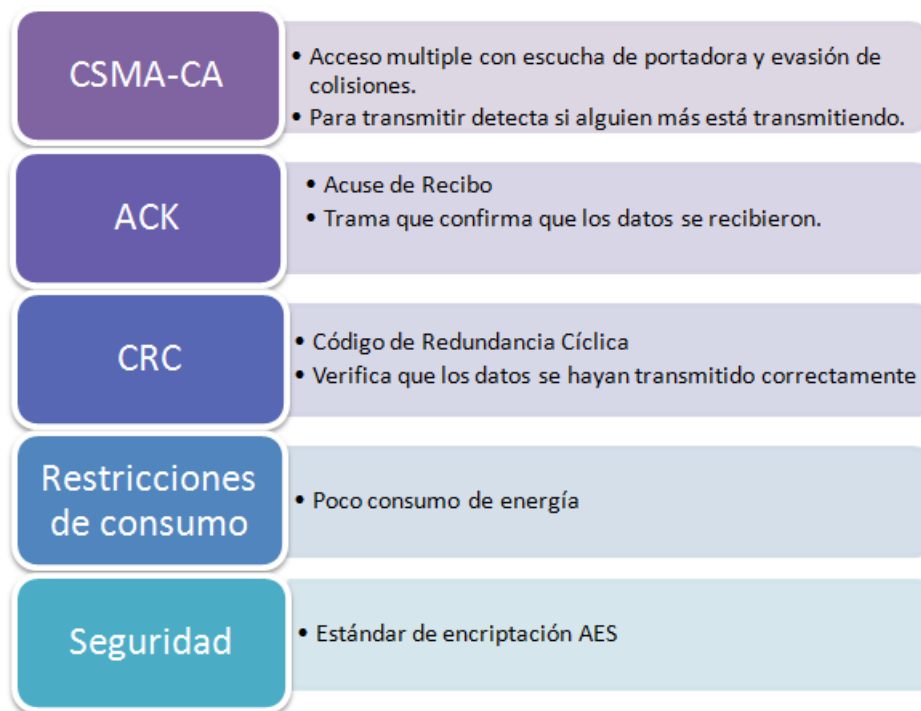 CSMA-CA
• Acceso multiple con escucha de portadora y evasión de
colisiones.
• Para transmitir detecta si alguien más está transmitiendo.
ACK
• Acuse de Recibo
• Trama que confirma que los datos se recibieron.
CRC
• Código de Redundancia Cíclica
• Verifica que los datos se hayan transmitido correctamente
Restricciones
de consumo
• Poco consumo de energía
Seguridad
• Estándar de encriptación AES